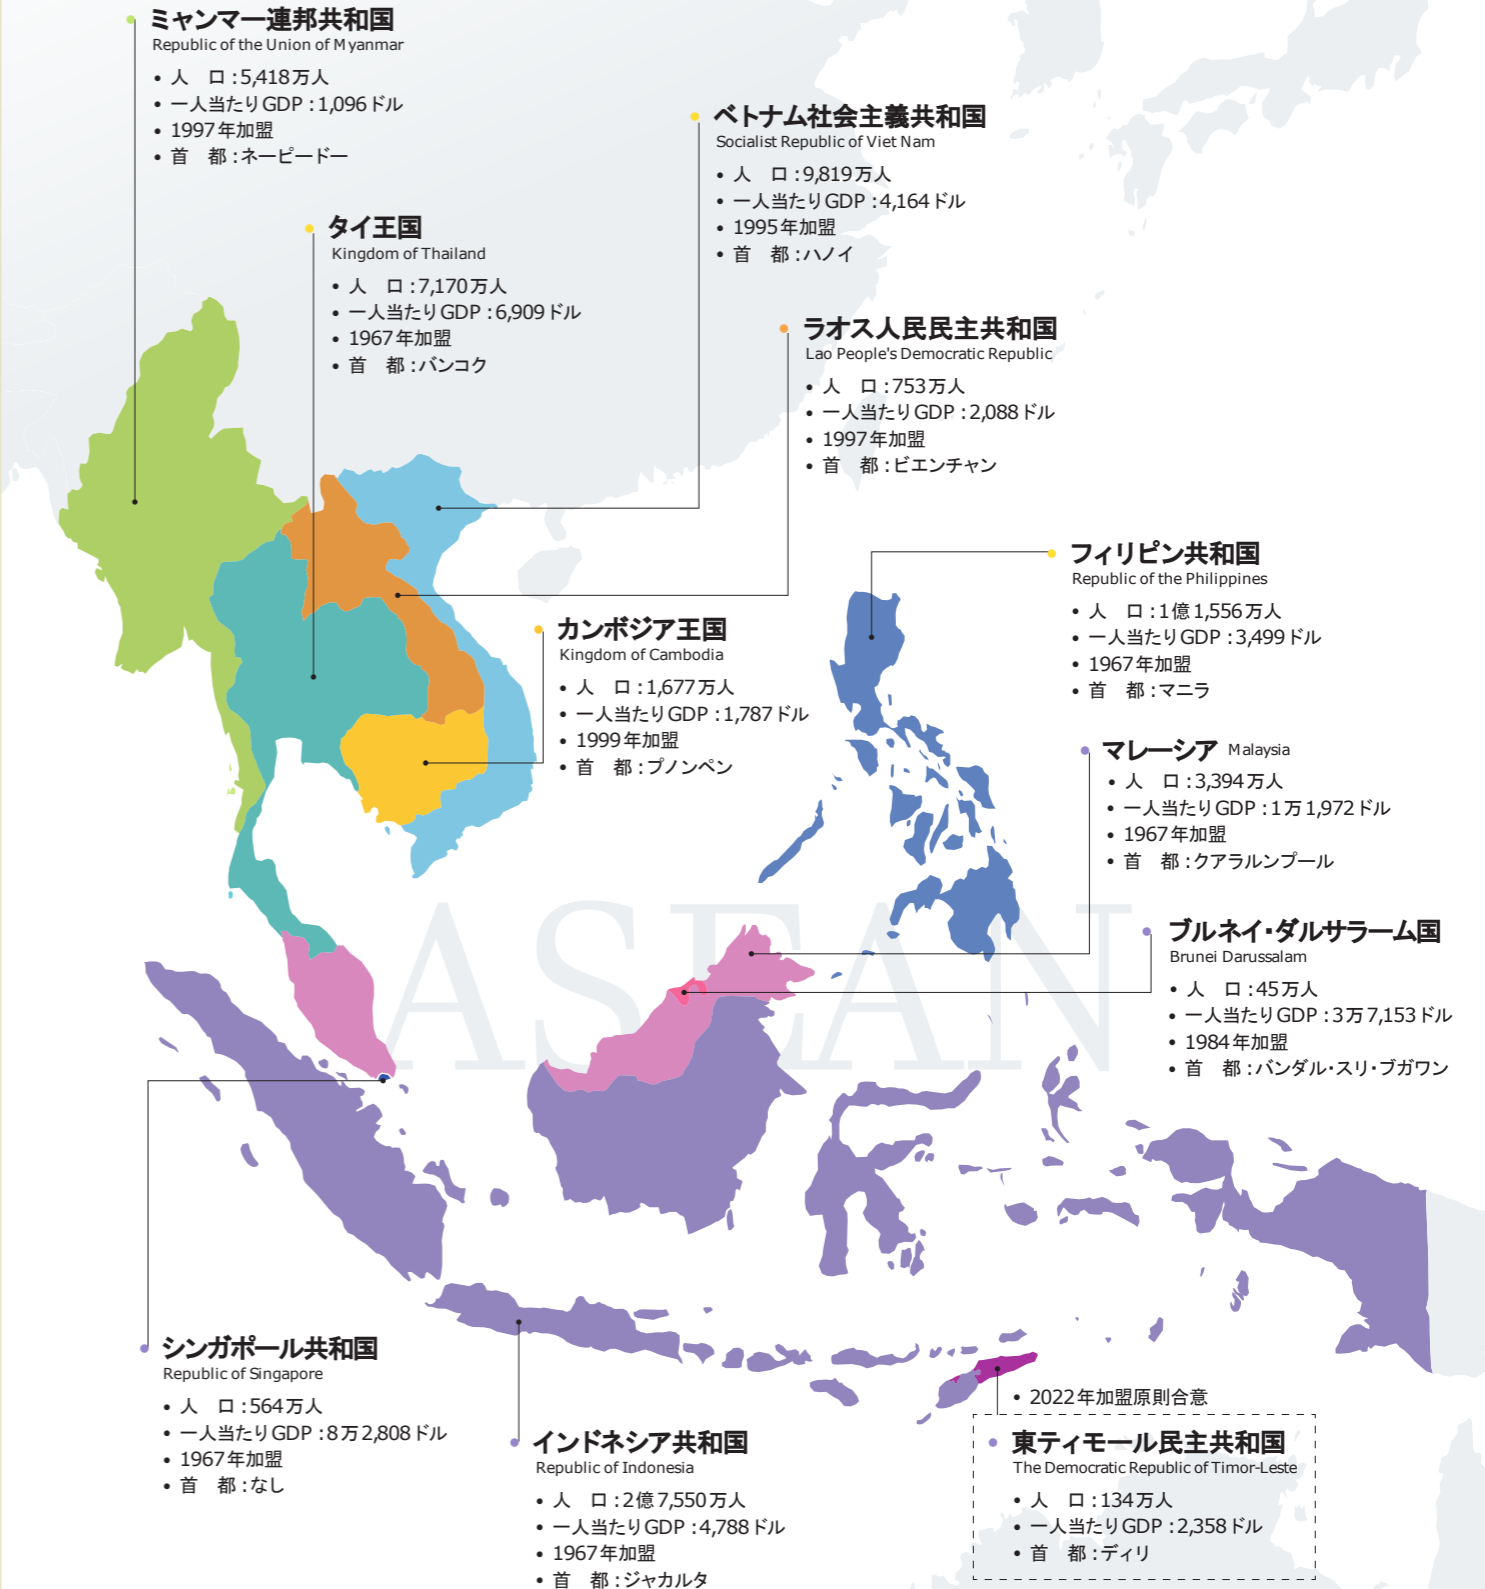 ミャンマー連邦共和国
Republic of the Union of Myanmar
• 人　口：5,418万人
• 一人当たりGDP：1,096ドル
• 1997年加盟
• 首　都：ネーピードー
ベトナム社会主義共和国
Socialist Republic of Viet Nam
• 人　口：9,819万人
• 一人当たりGDP：4,164ドル
• 1995年加盟
• 首　都：ハノイ
タイ王国
Kingdom of Thailand
• 人　口：7,170万人
• 一人当たりGDP：6,909ドル
• 1967年加盟
• 首　都：バンコク
ラオス人民民主共和国
Lao People's Democratic Republic
• 人　口：753万人
• 一人当たりGDP：2,088ドル
• 1997年加盟
• 首　都：ビエンチャン
フィリピン共和国
Republic of the Philippines
• 人　口：1億1,556万人
• 一人当たりGDP：3,499ドル
• 1967年加盟
• 首　都：マニラ
カンボジア王国
Kingdom of Cambodia
• 人　口：1,677万人
• 一人当たりGDP：1,787ドル
• 1999年加盟
• 首　都：プノンペン
マレーシア Malaysia
• 人　口：3,394万人
• 一人当たりGDP：1万1,972ドル
• 1967年加盟
• 首　都：クアラルンプール
ASEAN
ブルネイ・ダルサラーム国
Brunei Darussalam
• 人　口：45万人
• 一人当たりGDP：3万7,153ドル
• 1984年加盟
• 首　都：バンダル・スリ・ブガワン
シンガポール共和国
Republic of Singapore
• 人　口：564万人
• 一人当たりGDP：8万2,808ドル
• 1967年加盟
• 首　都：なし
インドネシア共和国
Republic of Indonesia
• 人　口：2億7,550万人
• 一人当たりGDP：4,788ドル
• 1967年加盟
• 首　都：ジャカルタ
• 2022年加盟原則合意
東ティモール民主共和国
The Democratic Republic of Timor-Leste
• 人　口：134万人
• 一人当たりGDP：2,358ドル
• 首　都：ディリ